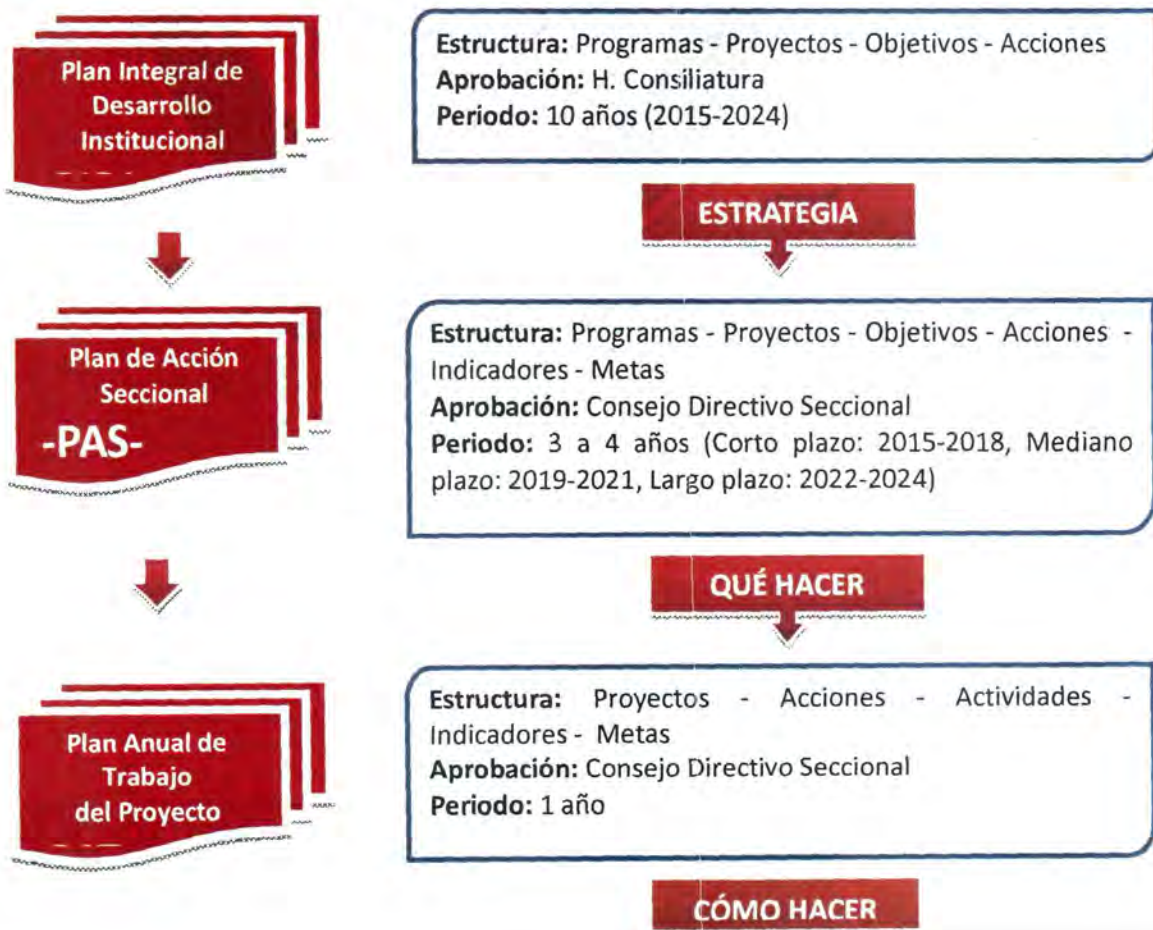 Plan Integral de
Desarrollo
Institucional
Estructura: Programas - Proyectos - Objetivos - Acciones
Aprobación: H. Consiliatura
Periodo: 10 años (2015-2024)
ESTRATEGIA
Plan de Acción
Seccional
-PAS-
Estructura: Programas - Proyectos - Objetivos - Acciones -
Indicadores - Metas
Aprobación: Consejo Directivo Seccional
Periodo: 3 a 4 años (Corto plazo: 2015-2018, Mediano
plazo: 2019-2021, Largo plazo: 2022-2024)
QUÉ HACER
Plan Anual de
Trabajo
del Proyecto
Estructura: Proyectos - Acciones - Actividades -
Indicadores - Metas
Aprobación: Consejo Directivo Seccional
Periodo: 1 año
CÓMO HACER